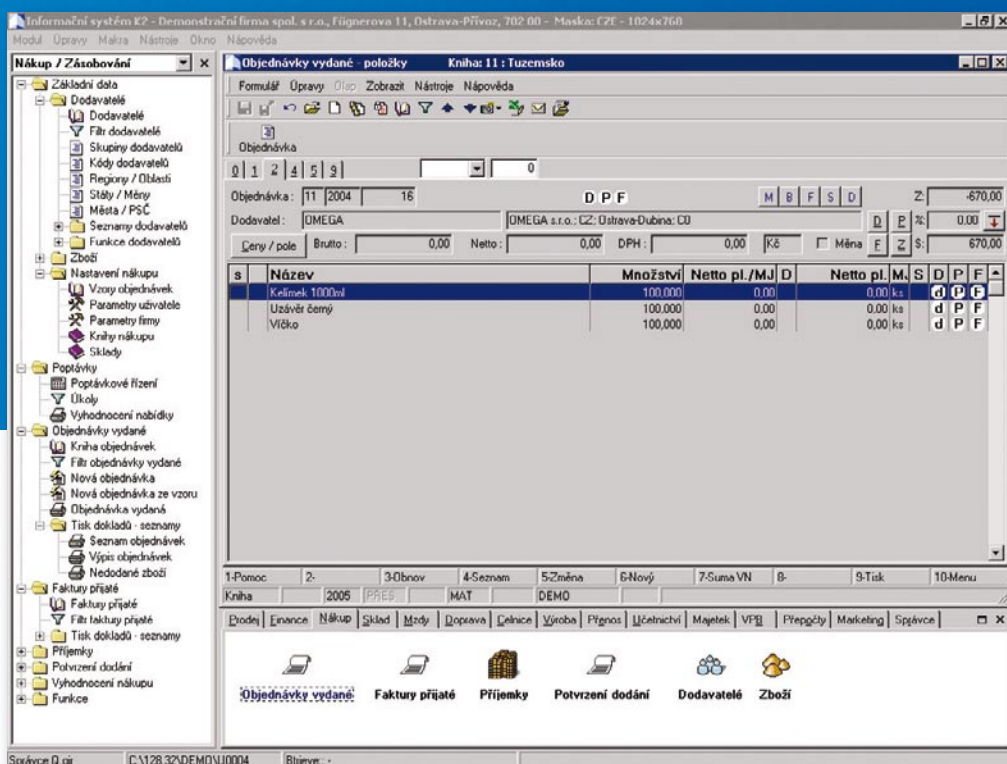 Informační systém K2 - Demonstrační firma spol. s r.o., Fügnerova 11, Ostrava-Přívoz, 702 00 - Maska: CZE - 1024x760
Modul Úpravy Makra Nástroje Okno Nápověda
Nákup / Zásobování
Základní data
Dodavatelé
Dodavatelé
Filtr dodavatelé
Skupiny dodavatelů
Kódy dodavatelů
Regiony / Oblasti
Státy / Měny
Města / PSČ
Seznamy dodavatelů
Funkce dodavatelů
Zboží
Nastavení nákupu
Vzory objednávek
Parametry uživatele
Parametry firmy
Knihy nákupu
Sklady
Poptávky
Poptávkové řízení
Úkoly
Vyhodnocení nabídky
Objednávky vydané
Kniha objednávek
Filtr objednávky vydané
Nová objednávka
Nová objednávka ze vzoru
Objednávka vydaná
Tisk dokladů - seznamy
Seznam objednávek
Výpis objednávek
Nedodané zboží
Faktury přijaté
Faktury přijaté
Filtr faktury přijaté
Tisk dokladů - seznamy
Příjemky
Potvrzení dodání
Vyhodnocení nákupu
Funkce
Objednávky vydané - položky Kniha: 11 : Tuzemsko
Formulář Úpravy Olap Zobrazit Nástroje Nápověda
Objednávka
0 1 2 4 5 9 0
Objednávka: 11 2004 16 D P F M B F S D Z: -670,00
Dodavatel: OMEGA OMEGA s.r.o.; CZ; Ostrava-Dubina; CO D P %: 0.00
Ceny / pole Brutto: 0,00 Netto: 0,00 DPH: 0,00 Kč Měna F Z S: 670,00
s Název Množství Netto pl./MJ D Netto pl. M. S D P F
Kelímek 1000ml 100,000 0,00 0,00 ks d P F
Uzávěr černý 100,000 0,00 0,00 ks d P F
Víčko 100,000 0,00 0,00 ks d P F
1-Pomoc 2- 3-Obnov 4-Seznam 5-Změna 6-Nový 7-Suma VN 8- 9-Tisk 10-Menu
Kniha 2005 PŘES MAT DEMO
Prodej Finance Nákup Sklad Mzdy Doprava Celnice Výroba Přenos Účetnictví Majetek VPB Přepočty Marketing Správce
Objednávky vydané Faktury přijaté Příjemky Potvrzení dodání Dodavatelé Zboží
Správce Q.gir C:\128.32\DEMO\U0004 Btrieve: -